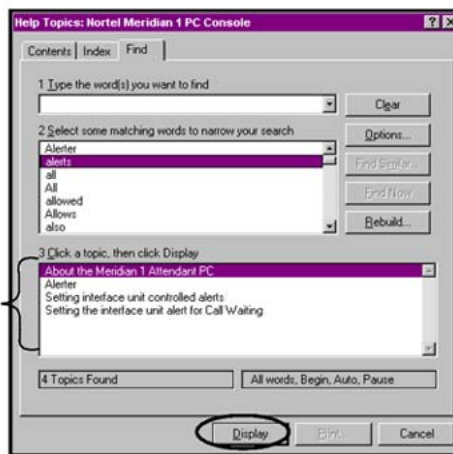 Help Topics: Nortel Meridian 1 PC Console
Contents Index Find
1 Type the word(s) you want to find
Clear
2 Select some matching words to narrow your search
Options...
Alerter
alerts
all
All
allowed
Allows
also
Find Similar...
Find Now
Rebuild...
3 Click a topic, then click Display
About the Meridian 1 Attendant PC
Alerter
Setting interface unit controlled alerts
Setting the interface unit alert for Call Waiting
4 Topics Found All words, Begin, Auto, Pause
Display Print Cancel